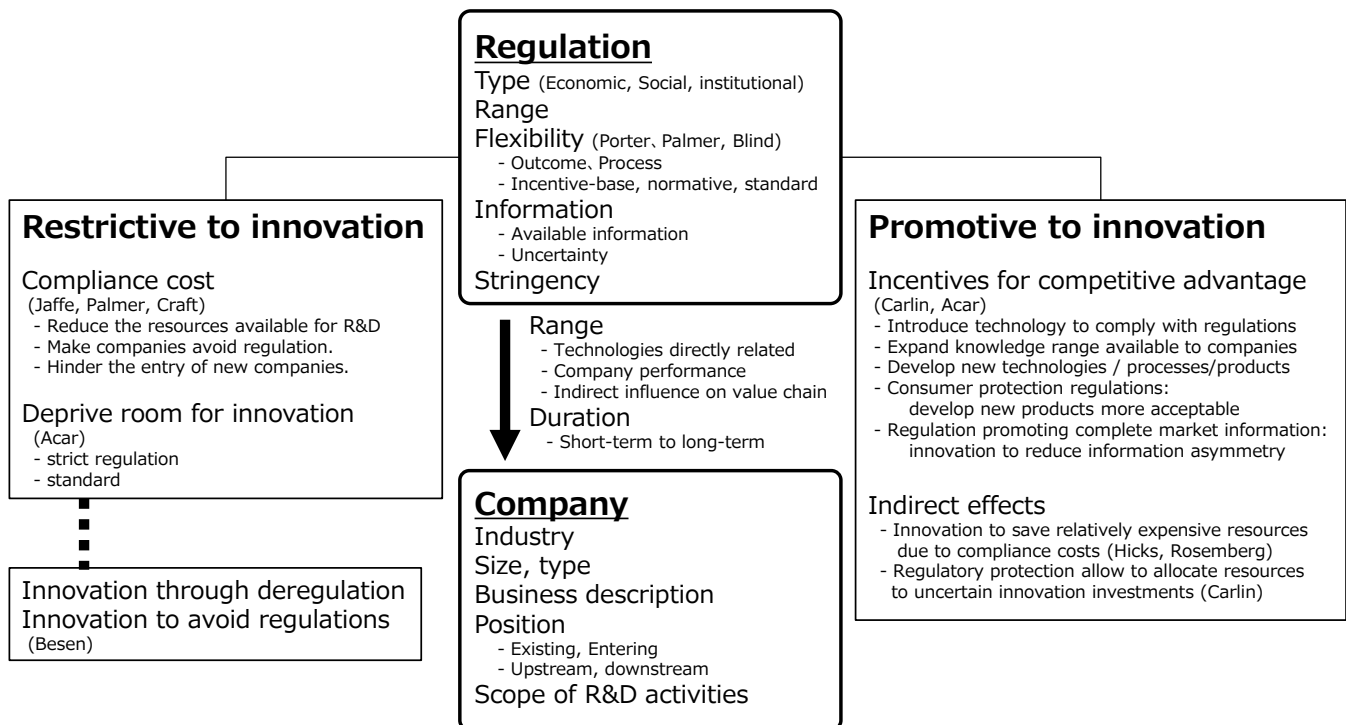 Regulation
Type (Economic, Social, institutional)
Range
Flexibility (Porter、Palmer, Blind)
- Outcome、Process
- Incentive-base, normative, standard
Information
- Available information
- Uncertainty
Stringency
Restrictive to innovation
Compliance cost
(Jaffe, Palmer, Craft)
- Reduce the resources available for R&D
- Make companies avoid regulation.
- Hinder the entry of new companies.
Deprive room for innovation
(Acar)
- strict regulation
- standard
Innovation through deregulation
Innovation to avoid regulations
(Besen)
Range
- Technologies directly related
- Company performance
- Indirect influence on value chain
Duration
- Short-term to long-term
Company
Industry
Size, type
Business description
Position
- Existing, Entering
- Upstream, downstream
Scope of R&D activities
Promotive to innovation
Incentives for competitive advantage
(Carlin, Acar)
- Introduce technology to comply with regulations
- Expand knowledge range available to companies
- Develop new technologies / processes/products
- Consumer protection regulations:
develop new products more acceptable
- Regulation promoting complete market information:
innovation to reduce information asymmetry
Indirect effects
- Innovation to save relatively expensive resources
due to compliance costs (Hicks, Rosemberg)
- Regulatory protection allow to allocate resources
to uncertain innovation investments (Carlin)